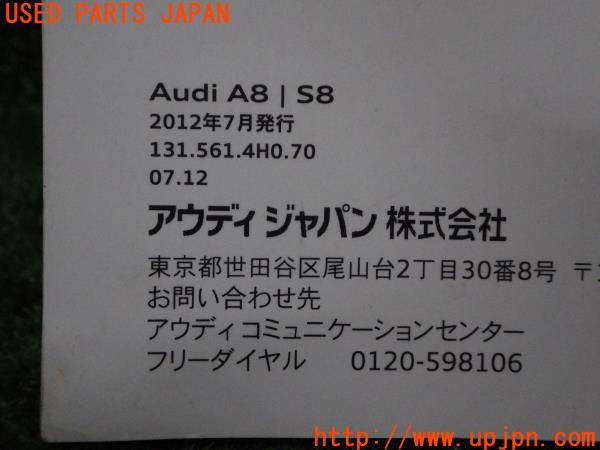 USED PARTS JAPAN
Audi A8 | S8
2012年7月発行
131.561.4H0.70
07.12
アウディ ジャパン 株式会社
東京都世田谷区尾山台2丁目30番8号 〒
お問い合わせ先
アウディ コミュニケーションセンター
フリーダイヤル 0120-598106
http://www.upjpn.com/